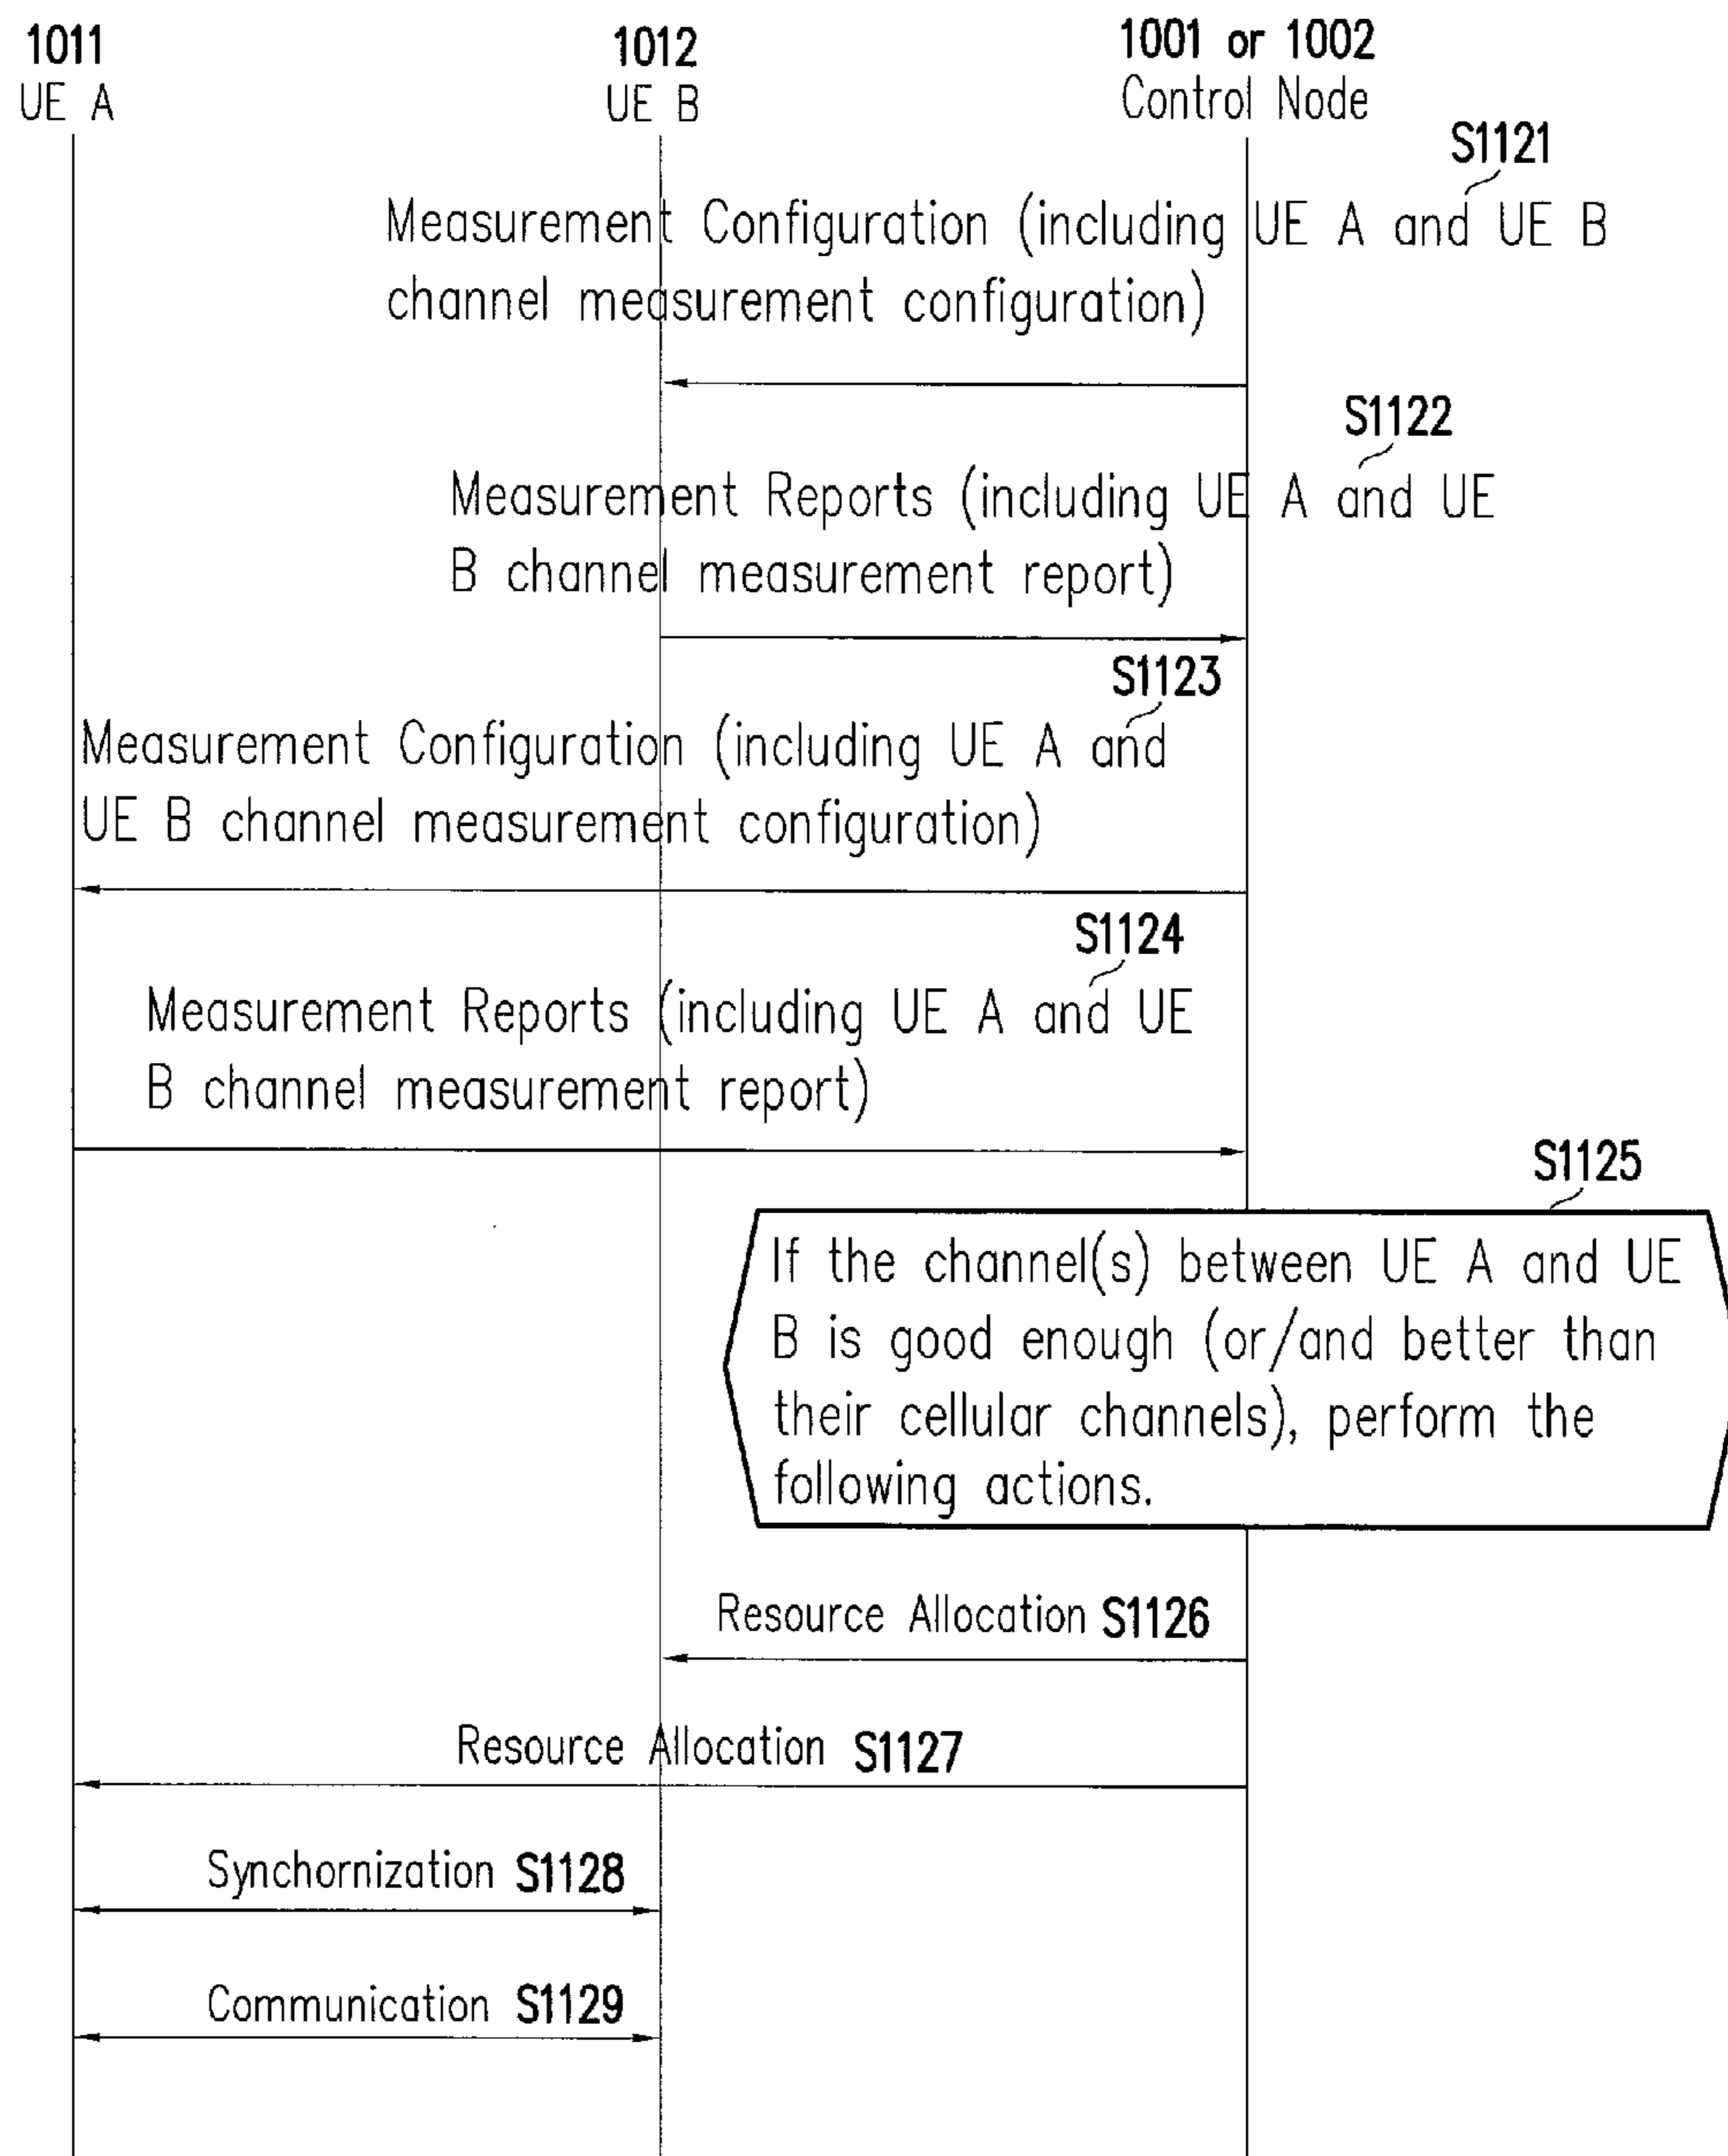 1011
UE A
1012
UE B
1001 or 1002
Control Node
S1121
Measurement Configuration (including UE A and UE B
channel measurement configuration)
S1122
Measurement Reports (including UE A and UE
B channel measurement report)
S1123
Measurement Configuration (including UE A and
UE B channel measurement configuration)
S1124
Measurement Reports (including UE A and UE
B channel measurement report)
S1125
If the channel(s) between UE A and UE
B is good enough (or/and better than
their cellular channels), perform the
following actions.
Resource Allocation S1126
Resource Allocation S1127
Synchornization S1128
Communication S1129